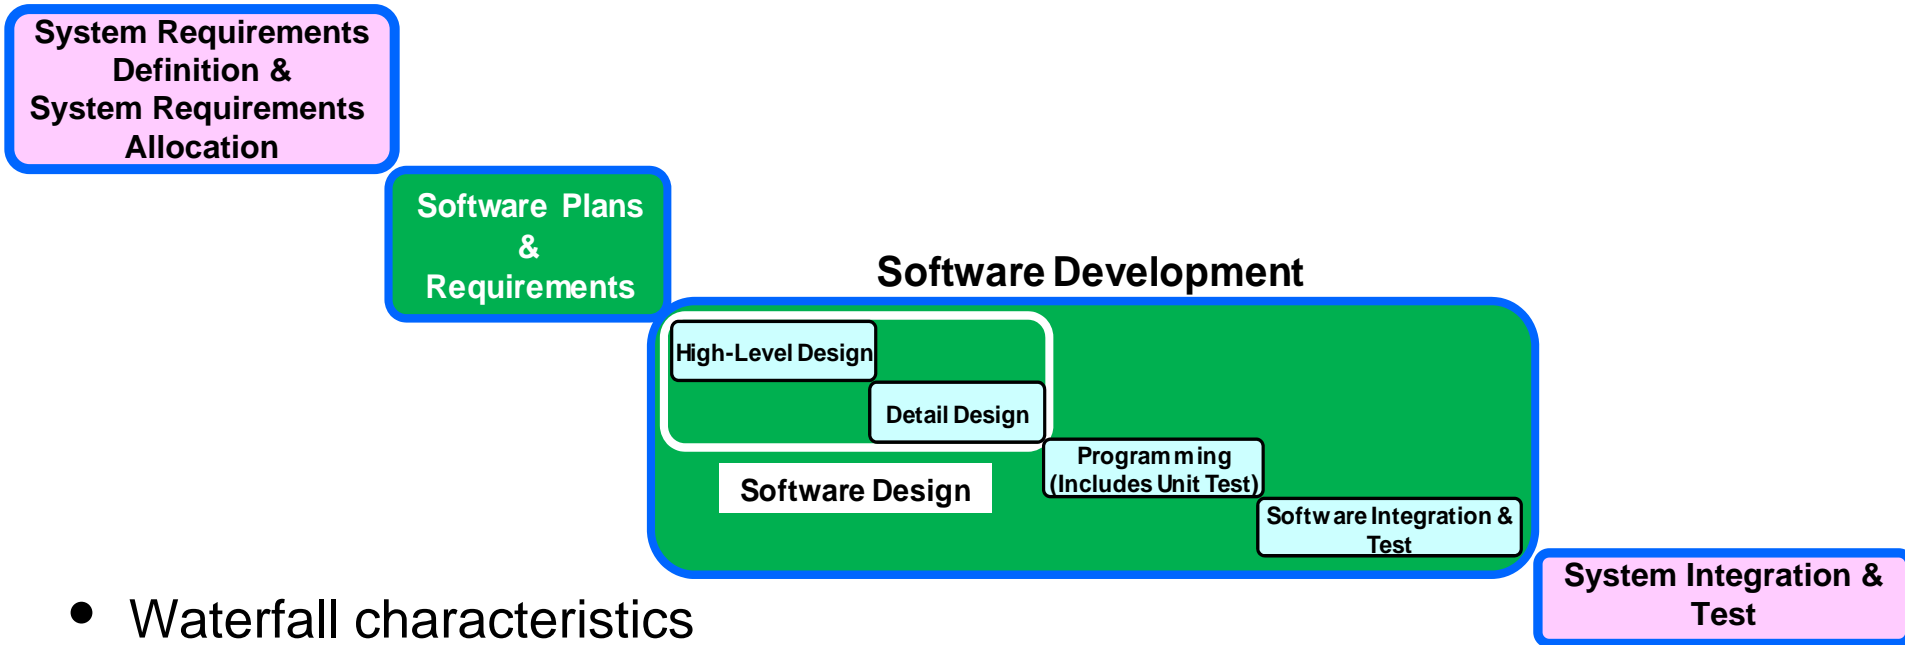 System Requirements
Definition &
System Requirements
Allocation
Software Plans
&
Requirements
Software Development
High-Level Design
Detail Design
Software Design
Programming
(Includes Unit Test)
Software Integration &
Test
System Integration &
Test
• Waterfall characteristics